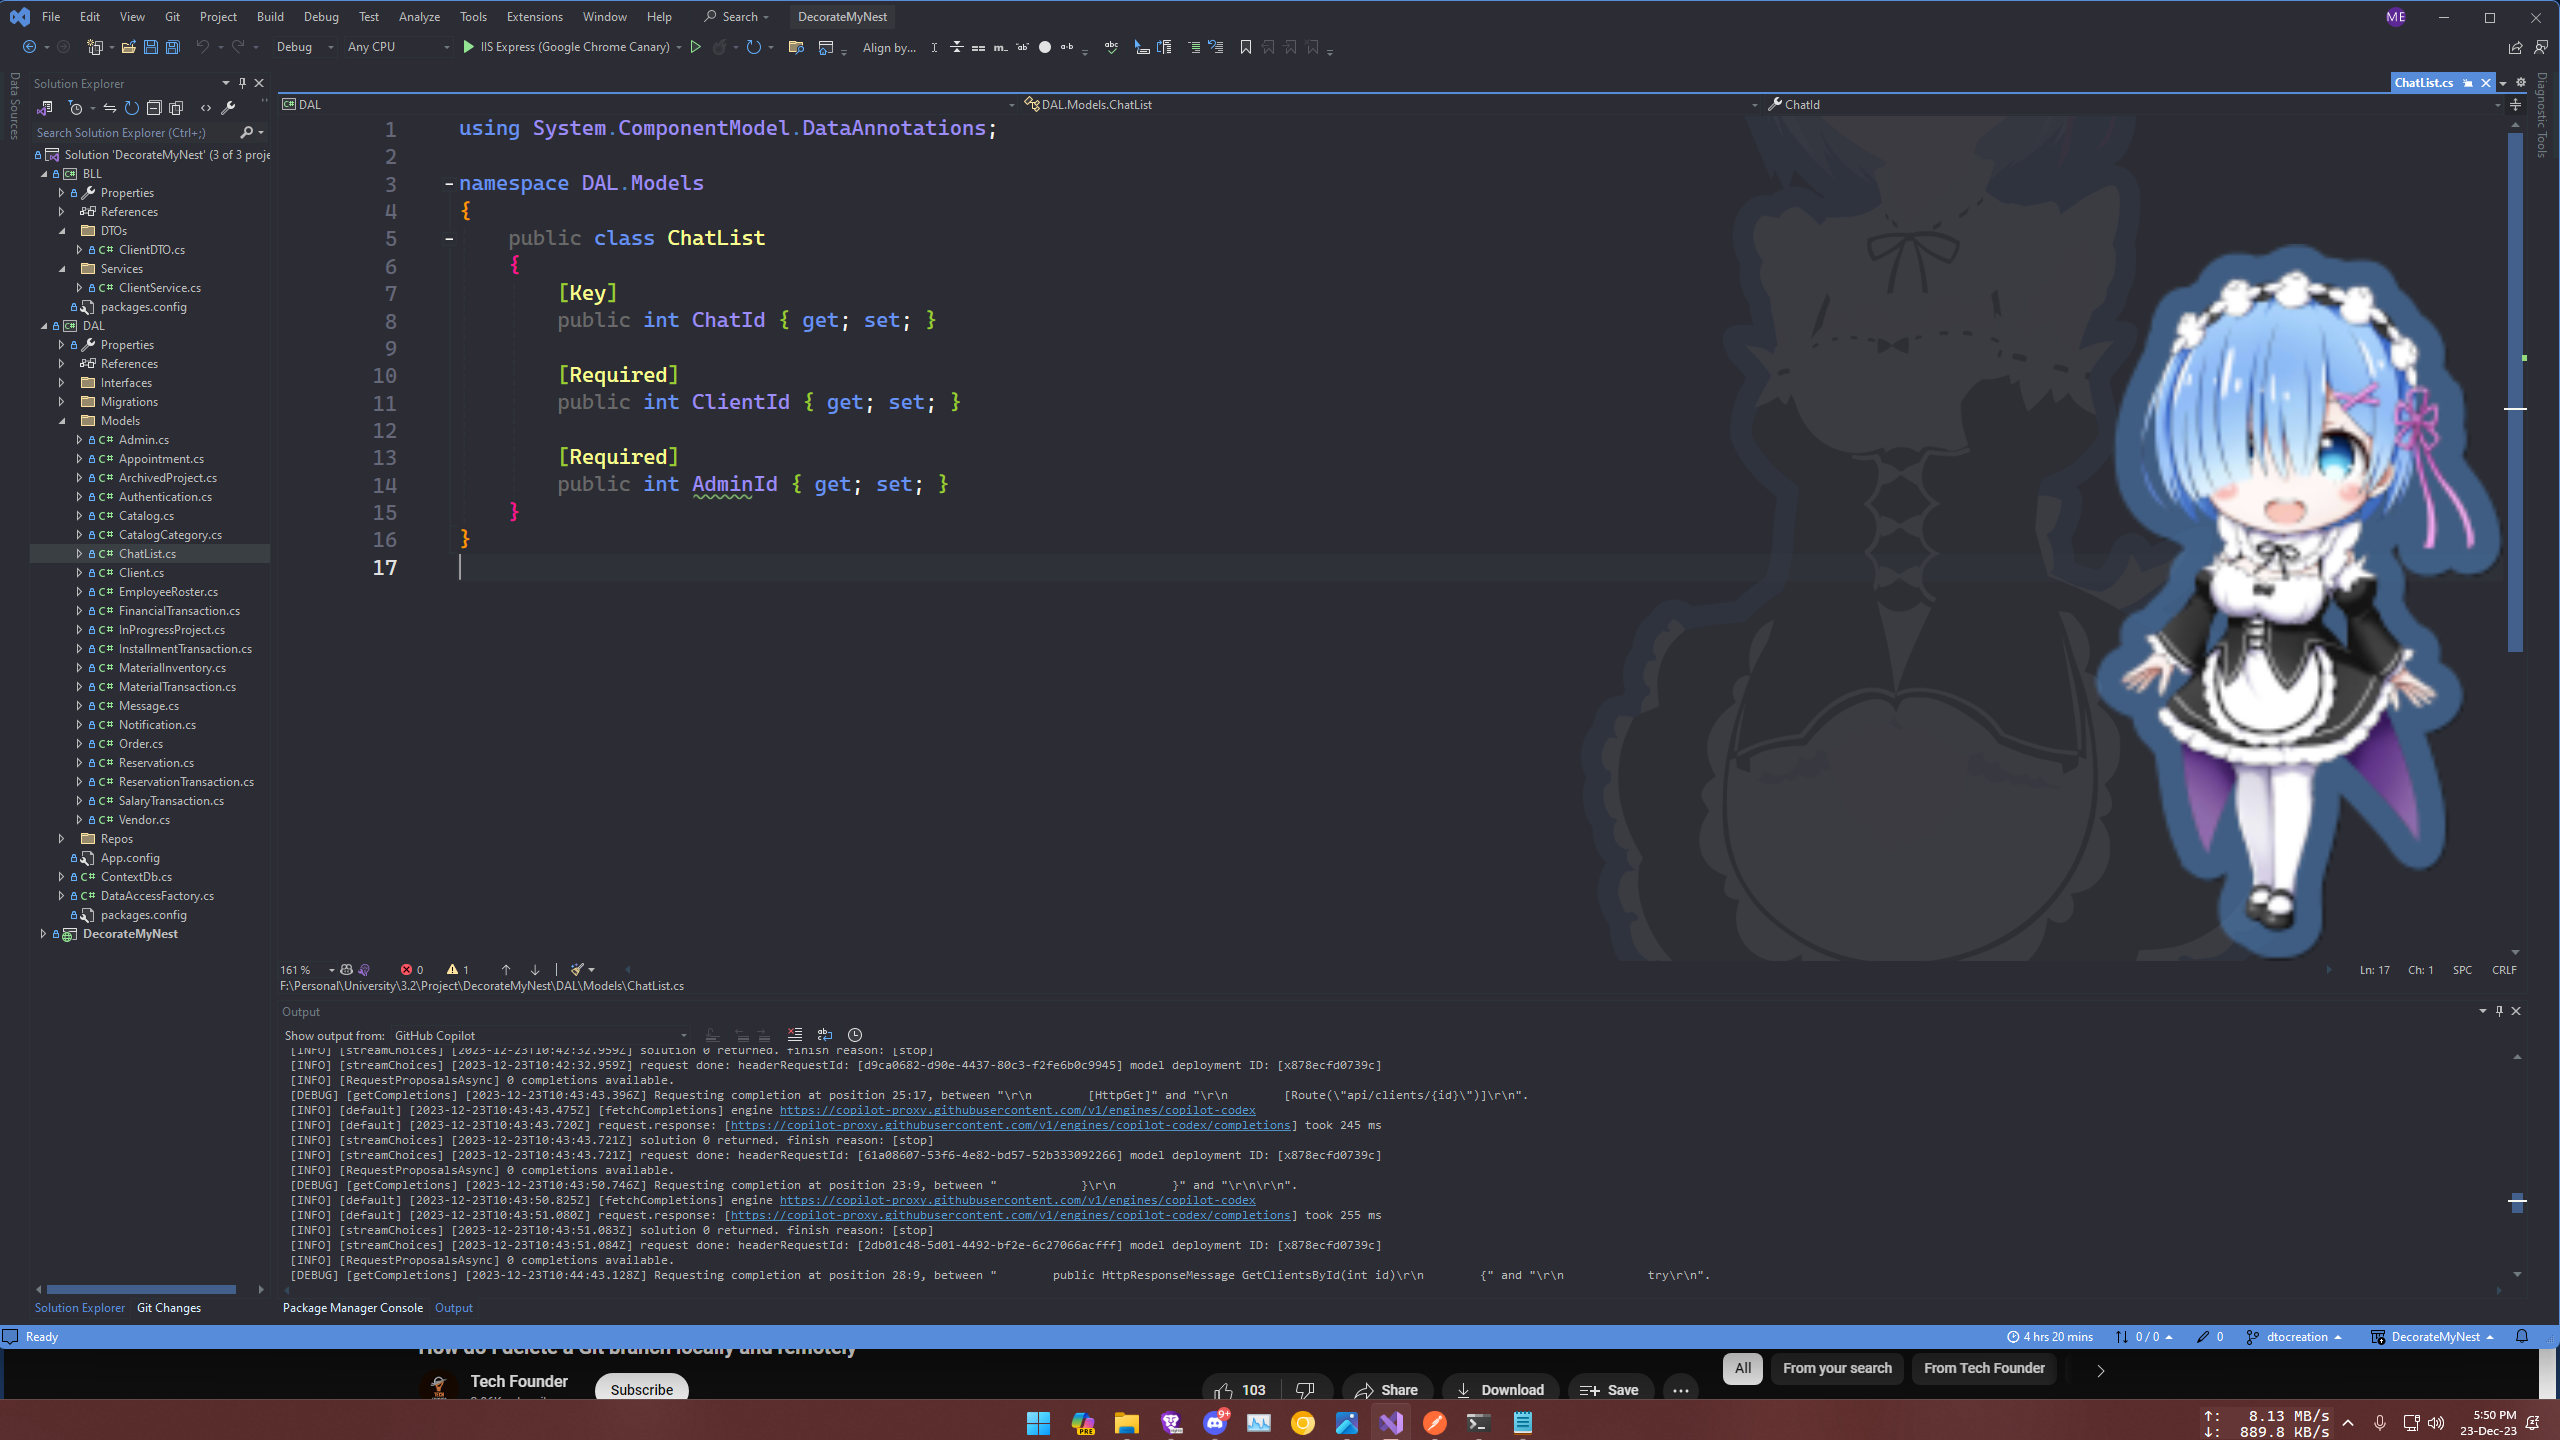 File Edit View Git Project Build Debug Test Analyze Tools Extensions Window Help Search DecorateMyNest ME
Debug Any CPU IIS Express (Google Chrome Canary) Align by...
Data Sources
Solution Explorer
Search Solution Explorer (Ctrl+;)
Solution 'DecorateMyNest' (3 of 3 proje
BLL
Properties
References
DTOs
C# ClientDTO.cs
Services
C# ClientService.cs
packages.config
DAL
Properties
References
Interfaces
Migrations
Models
C# Admin.cs
C# Appointment.cs
C# ArchivedProject.cs
C# Authentication.cs
C# Catalog.cs
C# CatalogCategory.cs
C# ChatList.cs
C# Client.cs
C# EmployeeRoster.cs
C# FinancialTransaction.cs
C# InProgressProject.cs
C# InstallmentTransaction.cs
C# MaterialInventory.cs
C# MaterialTransaction.cs
C# Message.cs
C# Notification.cs
C# Order.cs
C# Reservation.cs
C# ReservationTransaction.cs
C# SalaryTransaction.cs
C# Vendor.cs
Repos
App.config
C# ContextDb.cs
C# DataAccessFactory.cs
packages.config
DecorateMyNest
Solution Explorer Git Changes
ChatList.cs
Diagnostic Tools
DAL DAL.Models.ChatList ChatId
1 using System.ComponentModel.DataAnnotations;
2
3 namespace DAL.Models
4 {
5 public class ChatList
6 {
7 [Key]
8 public int ChatId { get; set; }
9
10 [Required]
11 public int ClientId { get; set; }
12
13 [Required]
14 public int AdminId { get; set; }
15 }
16 }
17
161 % 0 1 Ln: 17 Ch: 1 SPC CRLF
F:\Personal\University\3.2\Project\DecorateMyNest\DAL\Models\ChatList.cs
Output
Show output from: GitHub Copilot
[INFO] [streamChoices] [2023-12-23T10:42:32.959Z] solution 0 returned. finish reason: [stop]
[INFO] [streamChoices] [2023-12-23T10:42:32.959Z] request done: headerRequestId: [d9ca0682-d90e-4437-80c3-f2fe6b0c9945] model deployment ID: [x878ecfd0739c]
[INFO] [RequestProposalsAsync] 0 completions available.
[DEBUG] [getCompletions] [2023-12-23T10:43:43.396Z] Requesting completion at position 25:17, between "\r\n [HttpGet]" and "\r\n [Route(\"api/clients/{id}\")]\r\n".
[INFO] [default] [2023-12-23T10:43:43.475Z] [fetchCompletions] engine https://copilot-proxy.githubusercontent.com/v1/engines/copilot-codex
[INFO] [default] [2023-12-23T10:43:43.720Z] request.response: [https://copilot-proxy.githubusercontent.com/v1/engines/copilot-codex/completions] took 245 ms
[INFO] [streamChoices] [2023-12-23T10:43:43.721Z] solution 0 returned. finish reason: [stop]
[INFO] [streamChoices] [2023-12-23T10:43:43.721Z] request done: headerRequestId: [61a08607-53f6-4e82-bd57-52b333092266] model deployment ID: [x878ecfd0739c]
[INFO] [RequestProposalsAsync] 0 completions available.
[DEBUG] [getCompletions] [2023-12-23T10:43:50.746Z] Requesting completion at position 23:9, between " }\r\n }" and "\r\n\r\n".
[INFO] [default] [2023-12-23T10:43:50.825Z] [fetchCompletions] engine https://copilot-proxy.githubusercontent.com/v1/engines/copilot-codex
[INFO] [default] [2023-12-23T10:43:51.080Z] request.response: [https://copilot-proxy.githubusercontent.com/v1/engines/copilot-codex/completions] took 255 ms
[INFO] [streamChoices] [2023-12-23T10:43:51.083Z] solution 0 returned. finish reason: [stop]
[INFO] [streamChoices] [2023-12-23T10:43:51.084Z] request done: headerRequestId: [2db01c48-5d01-4492-bf2e-6c27066acfff] model deployment ID: [x878ecfd0739c]
[INFO] [RequestProposalsAsync] 0 completions available.
[DEBUG] [getCompletions] [2023-12-23T10:44:43.128Z] Requesting completion at position 28:9, between " public HttpResponseMessage GetClientsById(int id)\r\n {" and "\r\n try\r\n".
Package Manager Console Output
Ready 4 hrs 20 mins 0 / 0 0 dtocreation DecorateMyNest
How do I delete a Git branch locally and remotely
Tech Founder Subscribe 103 Share Download Save ...
All From your search From Tech Founder
PRE 9+
↑: 8.13 MB/s
↓: 889.8 KB/s
5:50 PM
23-Dec-23